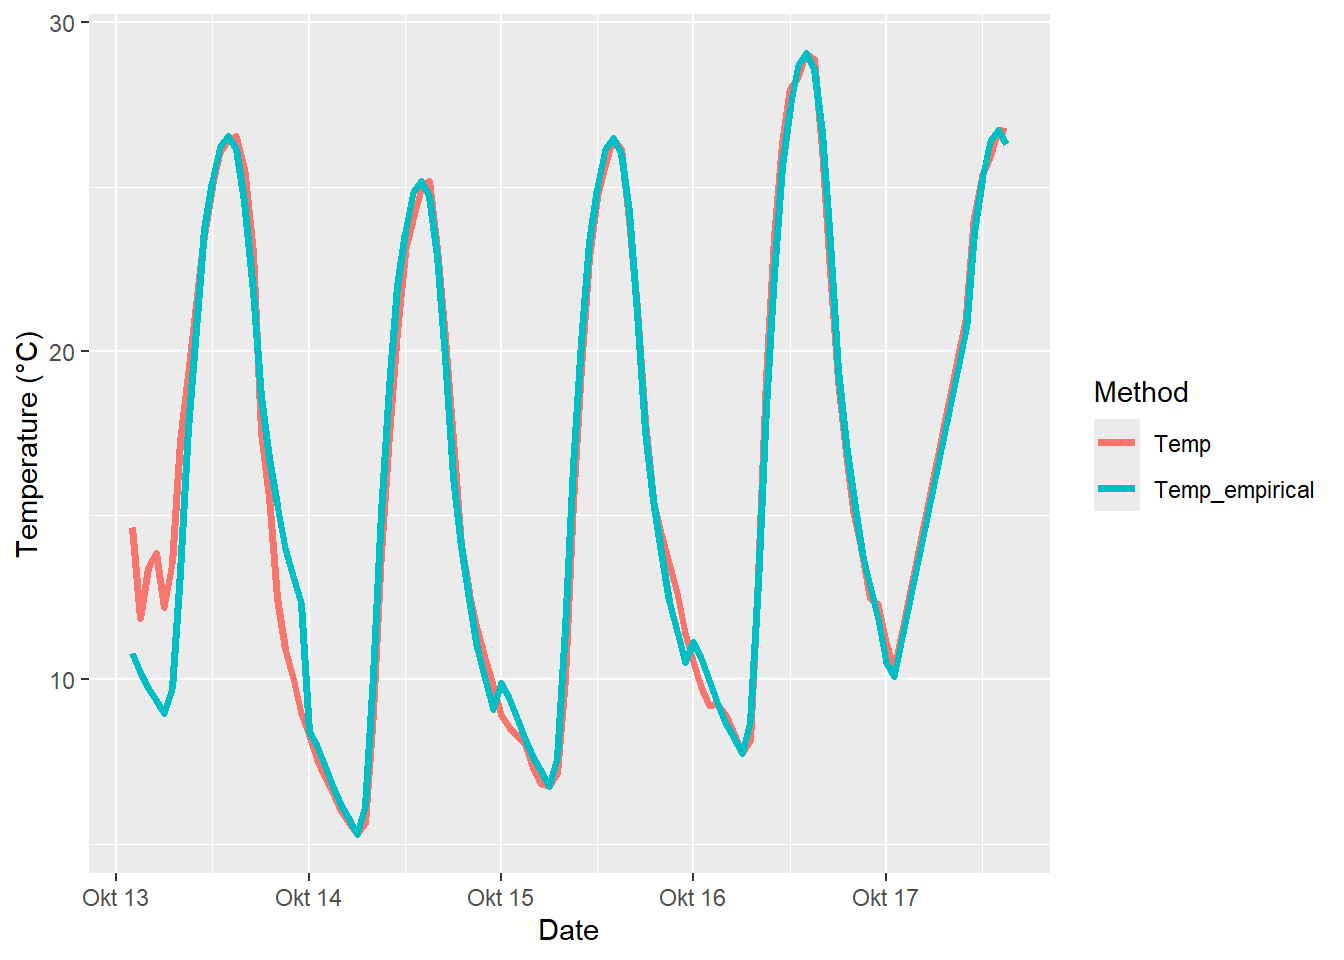 30
20
10
Temperature (°C)
Okt 13
Okt 14
Okt 15
Okt 16
Okt 17
Date
Method
Temp
Temp_empirical